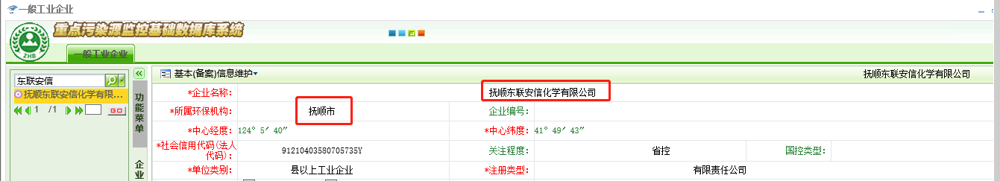 一般工业企业
重点污染源监控基础数据库系统
ZHB
一般工业企业
东联安信
抚顺东联安信化学有限...
1 /1 GO
功能菜单
企业
基本(备案)信息维护
抚顺东联安信化学有限公司
*企业名称: 抚顺东联安信化学有限公司
*所属环保机构: 抚顺市 企业编号:
*中心经度: 124° 5′ 40″ *中心纬度: 41° 49′ 43″
*社会信用代码(法人代码): 91210403580705735Y 关注程度: 省控 国控类型:
*单位类别: 县以上工业企业 *注册类型: 有限责任公司